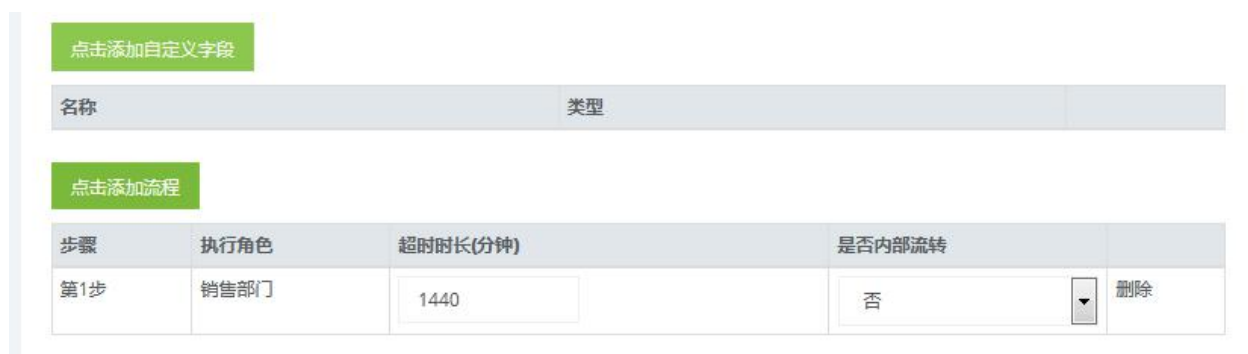 点击添加自定义字段
名称 类型
点击添加流程
步骤 执行角色 超时时长(分钟) 是否内部流转
第1步 销售部门 1440 否 删除